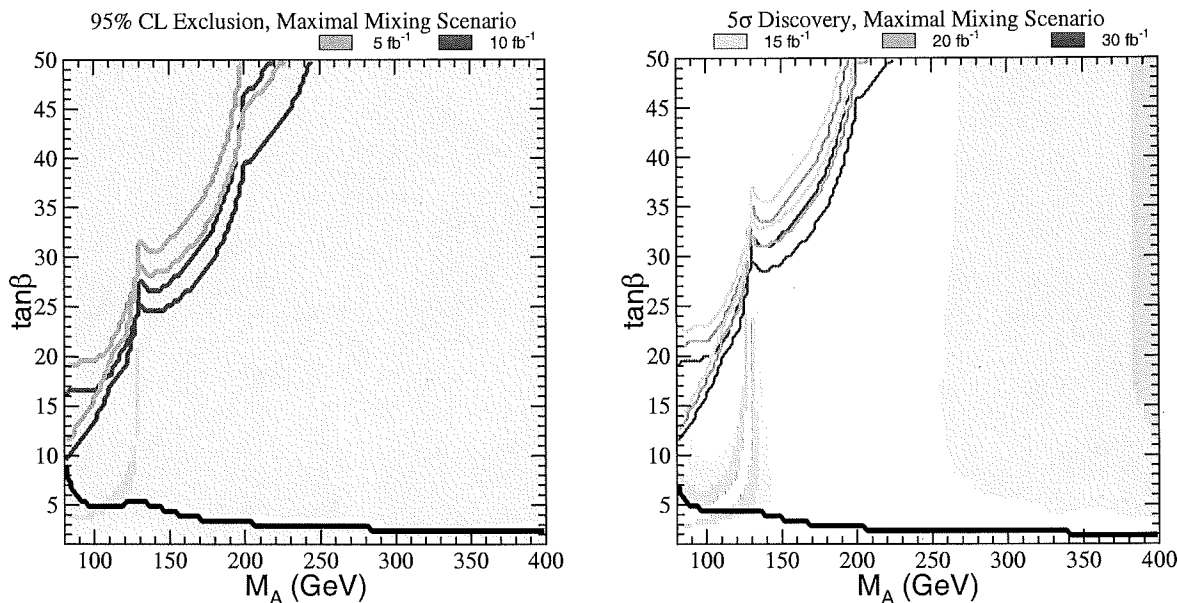 95% CL Exclusion, Maximal Mixing Scenario
5 fb⁻¹ 10 fb⁻¹
50
45
40
35
30
25
20
15
10
5
tanβ
100 150 200 250 300 350 400
M_A (GeV)
5σ Discovery, Maximal Mixing Scenario
15 fb⁻¹ 20 fb⁻¹ 30 fb⁻¹
50
45
40
35
30
25
20
15
10
5
tanβ
100 150 200 250 300 350 400
M_A (GeV)